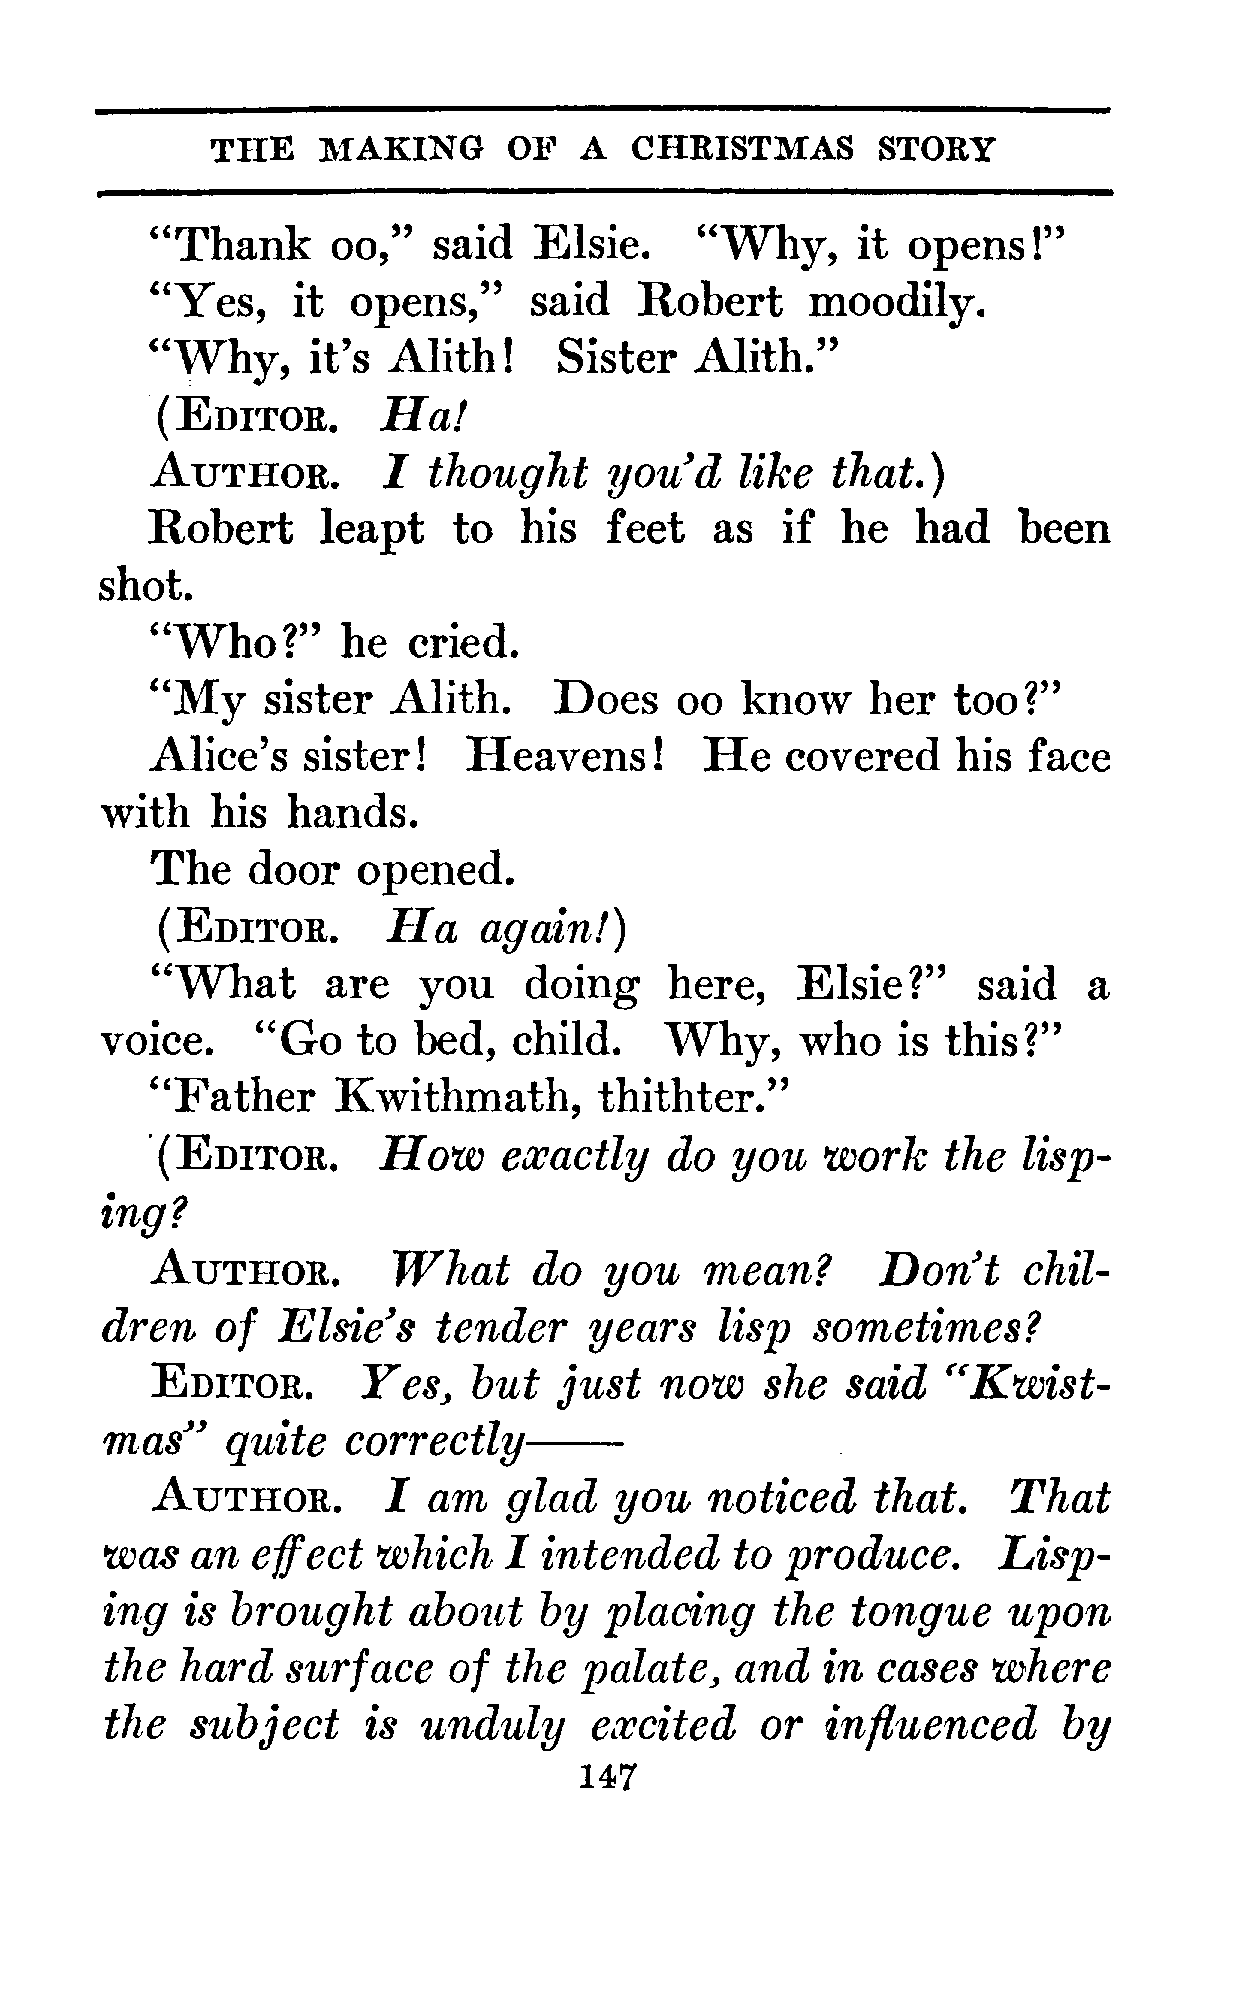 THE MAKING OF A CHRISTMAS STORY
“Thank oo,” said Elsie. “Why, it opens!”
“Yes, it opens,” said Robert moodily.
“Why, it’s Alith! Sister Alith.”
(EDITOR. Ha!
AUTHOR. I thought you’d like that.)
Robert leapt to his feet as if he had been
shot.
“Who?” he cried.
“My sister Alith. Does oo know her too?”
Alice’s sister! Heavens! He covered his face
with his hands.
The door opened.
(EDITOR. Ha again!)
“What are you doing here, Elsie?” said a
voice. “Go to bed, child. Why, who is this?”
“Father Kwithmath, thithter.”
(EDITOR. How exactly do you work the lisp-
ing?
AUTHOR. What do you mean? Don’t chil-
dren of Elsie’s tender years lisp sometimes?
EDITOR. Yes, but just now she said “Kwist-
mas” quite correctly——
AUTHOR. I am glad you noticed that. That
was an effect which I intended to produce. Lisp-
ing is brought about by placing the tongue upon
the hard surface of the palate, and in cases where
the subject is unduly excited or influenced by
147